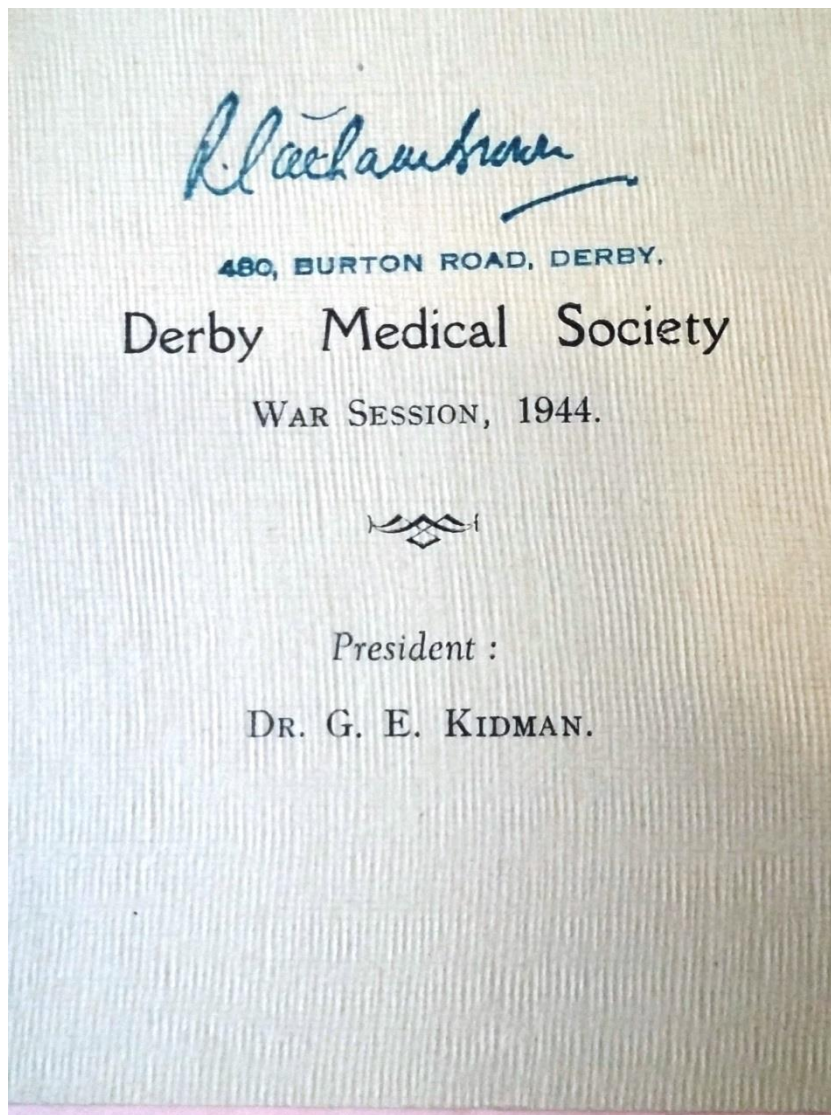 480, BURTON ROAD, DERBY.
Derby Medical Society
WAR SESSION, 1944.
President :
DR. G. E. KIDMAN.